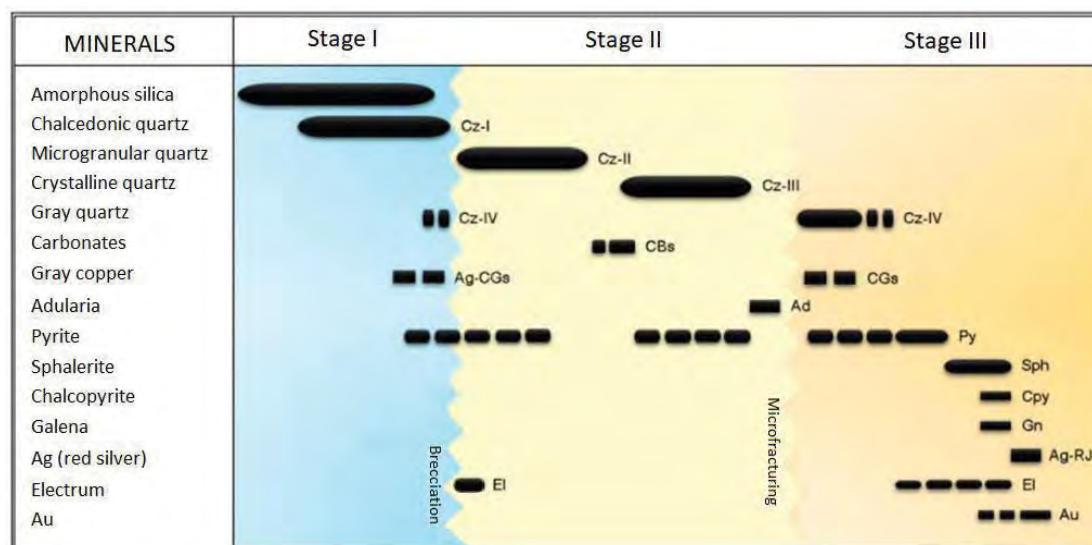 MINERALS Stage I Stage II Stage III
Amorphous silica
Chalcedonic quartz Cz-I
Microgranular quartz Cz-II
Crystalline quartz Cz-III
Gray quartz Cz-IV Cz-IV
Carbonates CBs
Gray copper Ag-CGs CGs
Adularia Ad
Pyrite Py
Sphalerite Sph
Chalcopyrite Cpy
Galena Gn
Ag (red silver) Ag-RJ
Electrum El El
Au Au
Brecciation
Microfracturing